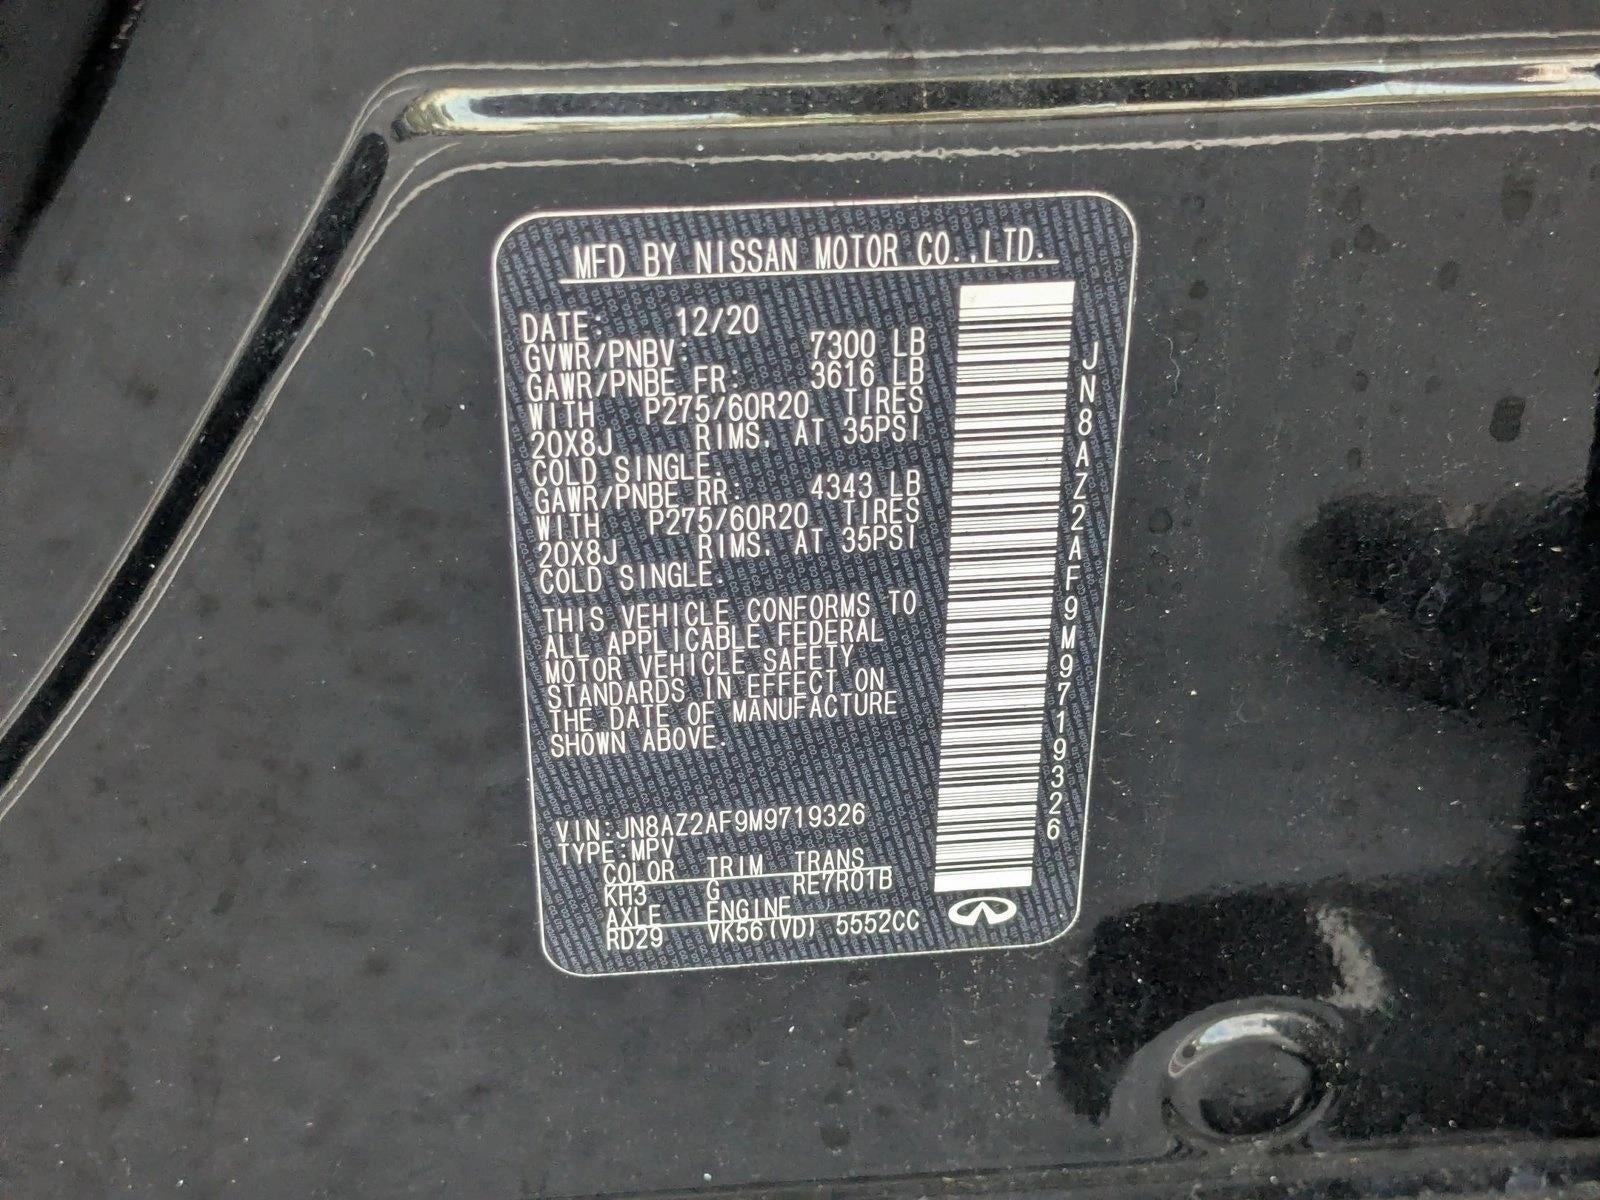 MFD BY NISSAN MOTOR CO.,LTD.
DATE: 12/20
GVWR/PNBV: 7300 LB
GAWR/PNBE FR: 3616 LB
WITH P275/60R20 TIRES
20X8J RIMS, AT 35PSI
COLD SINGLE.
GAWR/PNBE RR: 4343 LB
WITH P275/60R20 TIRES
20X8J RIMS, AT 35PSI
COLD SINGLE.
THIS VEHICLE CONFORMS TO
ALL APPLICABLE FEDERAL
MOTOR VEHICLE SAFETY
STANDARDS IN EFFECT ON
THE DATE OF MANUFACTURE
SHOWN ABOVE.
VIN:JN8AZ2AF9M9719326
TYPE:MPV
COLOR TRIM TRANS
KH3 G RE7R01B
AXLE ENGINE
RD29 VK56(VD) 5552CC
JN8AZ2AF9M9719326